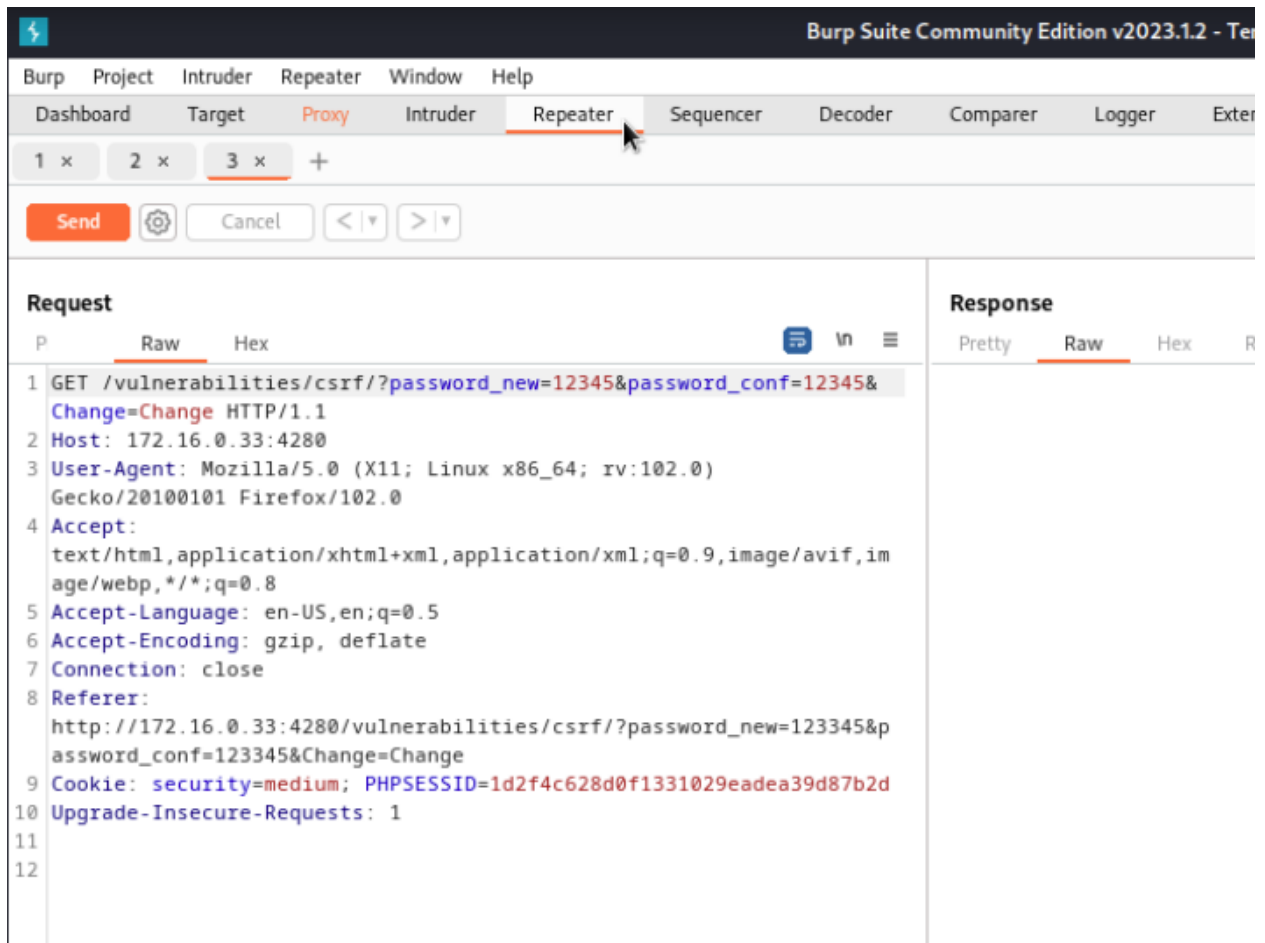 Burp Suite Community Edition v2023.1.2 - Ter
Burp Project Intruder Repeater Window Help
Dashboard Target Proxy Intruder Repeater Sequencer Decoder Comparer Logger Exter
1 × 2 × 3 × +
Send Cancel < > 
Request
P Raw Hex \n
1 GET /vulnerabilities/csrf/?password_new=12345&password_conf=12345&
Change=Change HTTP/1.1
2 Host: 172.16.0.33:4280
3 User-Agent: Mozilla/5.0 (X11; Linux x86_64; rv:102.0)
Gecko/20100101 Firefox/102.0
4 Accept:
text/html,application/xhtml+xml,application/xml;q=0.9,image/avif,im
age/webp,*/*;q=0.8
5 Accept-Language: en-US,en;q=0.5
6 Accept-Encoding: gzip, deflate
7 Connection: close
8 Referer:
http://172.16.0.33:4280/vulnerabilities/csrf/?password_new=123345&p
assword_conf=123345&Change=Change
9 Cookie: security=medium; PHPSESSID=1d2f4c628d0f1331029eadea39d87b2d
10 Upgrade-Insecure-Requests: 1
11
12
Response
Pretty Raw Hex R